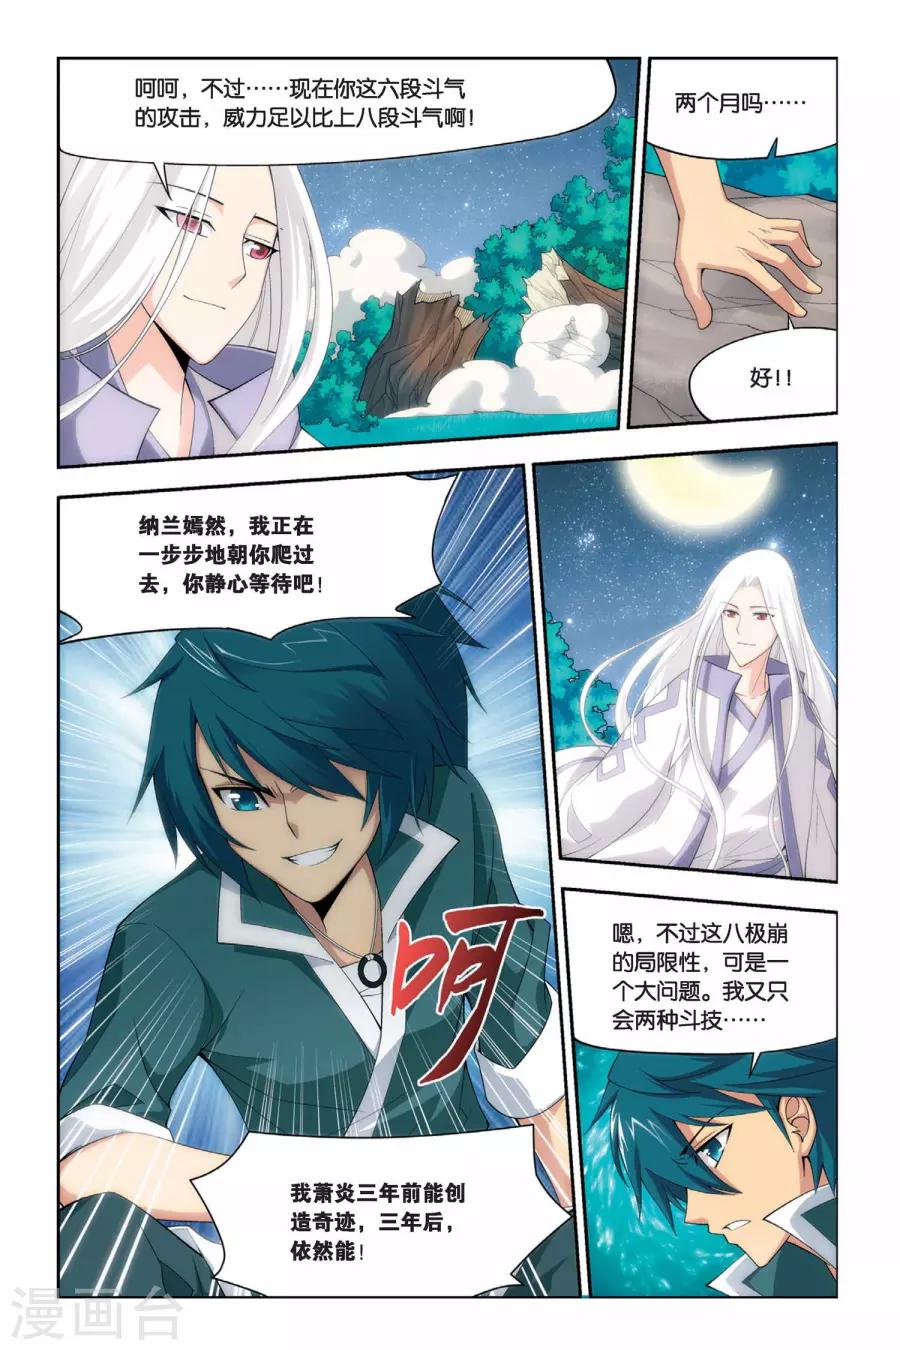 呵呵，不过……现在你这六段斗气
的攻击，威力足以比上八段斗气啊！
两个月吗……
好！！
纳兰嫣然，我正在
一步步地朝你爬过
去，你静心等待吧！
呵
我萧炎三年前能创
造奇迹，三年后，
依然能！
嗯，不过这八极崩
的局限性，可是一
个大问题。我又只
会两种斗技……
漫画台